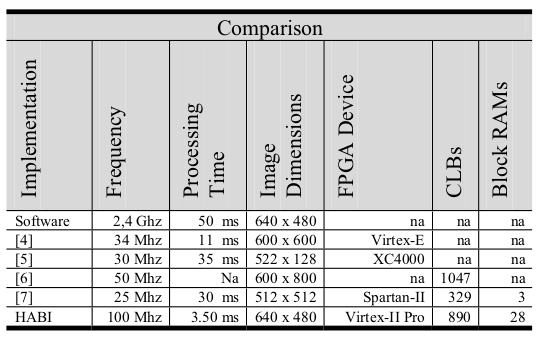 Comparison
Implementation Frequency Processing Time Image Dimensions FPGA Device CLBs Block RAMs
Software 2,4 Ghz 50 ms 640 x 480 na na na
[4] 34 Mhz 11 ms 600 x 600 Virtex-E na na
[5] 30 Mhz 35 ms 522 x 128 XC4000 na na
[6] 50 Mhz Na 600 x 800 na 1047 na
[7] 25 Mhz 30 ms 512 x 512 Spartan-II 329 3
HABI 100 Mhz 3.50 ms 640 x 480 Virtex-II Pro 890 28